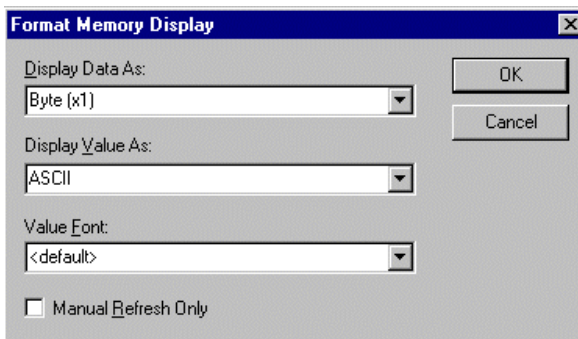 Format Memory Display
Display Data As:
Byte (x1)
Display Value As:
ASCII
Value Font:
<default>
Manual Refresh Only
OK
Cancel